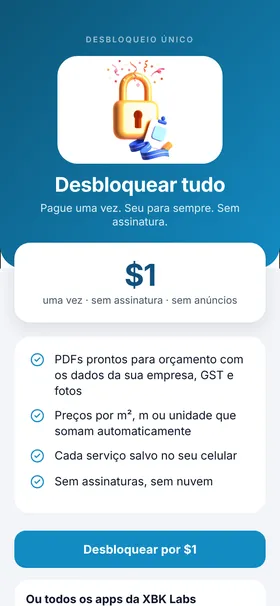 DESBLOQUEIO ÚNICO
Desbloquear tudo
Pague uma vez. Seu para sempre. Sem
assinatura.
$1
uma vez · sem assinatura · sem anúncios
PDFs prontos para orçamento com
os dados da sua empresa, GST e
fotos
Preços por m², m ou unidade que
somam automaticamente
Cada serviço salvo no seu celular
Sem assinaturas, sem nuvem
Desbloquear por $1
Ou todos os apps da XBK Labs